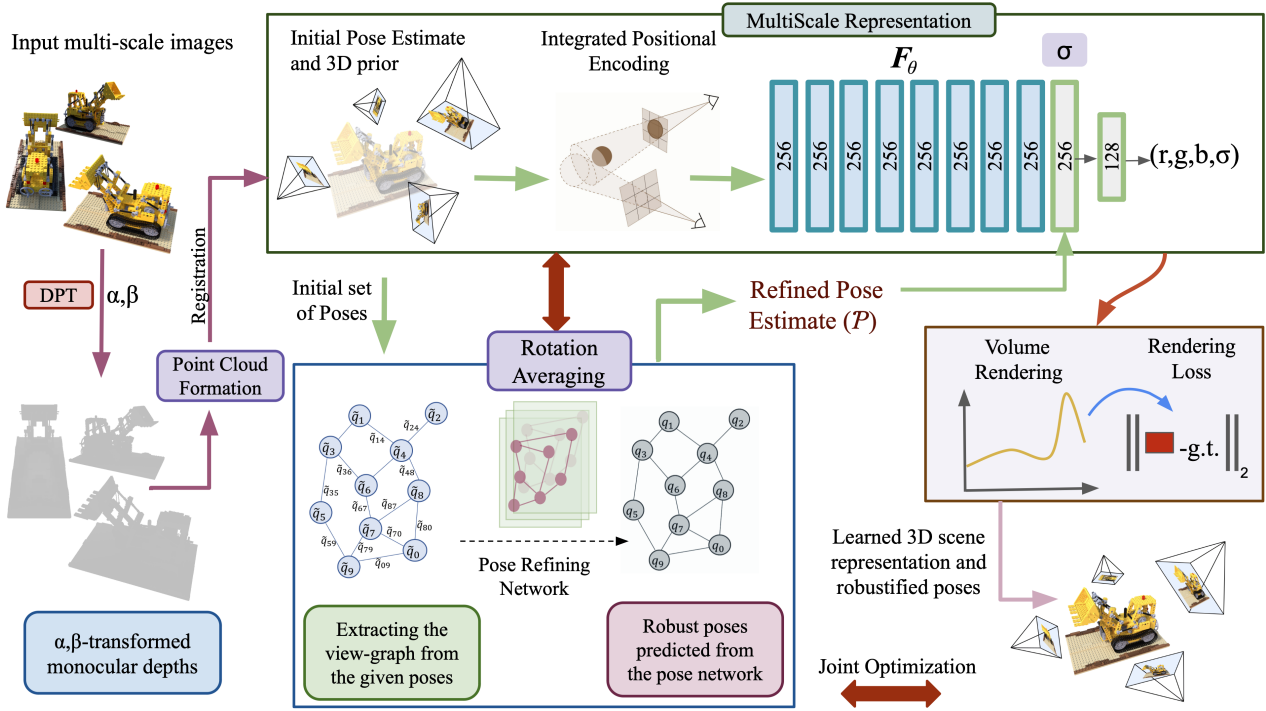 MultiScale Representation
Input multi-scale images
Initial Pose Estimate
and 3D prior
Integrated Positional
Encoding
F_θ
σ
256
256
256
256
256
256
256
256
256
128
(r,g,b,σ)
DPT
α,β
Registration
Point Cloud
Formation
Initial set
of Poses
Rotation
Averaging
Refined Pose
Estimate (𝒫)
Volume
Rendering
Rendering
Loss
-g.t.
2
q̃₁
q̃₂
q̃₃
q̃₄
q̃₅
q̃₆
q̃₇
q̃₈
q̃₉
q̃₀
q̃₁₄
q̃₂₄
q̃₃₆
q̃₄₈
q̃₃₅
q̃₆₇
q̃₈₇
q̃₈₀
q̃₇₀
q̃₅₉
q̃₇₉
q̃₀₉
Pose Refining
Network
q₁
q₂
q₃
q₄
q₆
q₈
q₅
q₇
q₀
q₉
α,β-transformed
monocular depths
Extracting the
view-graph from
the given poses
Robust poses
predicted from
the pose network
Learned 3D scene
representation and
robustified poses
Joint Optimization